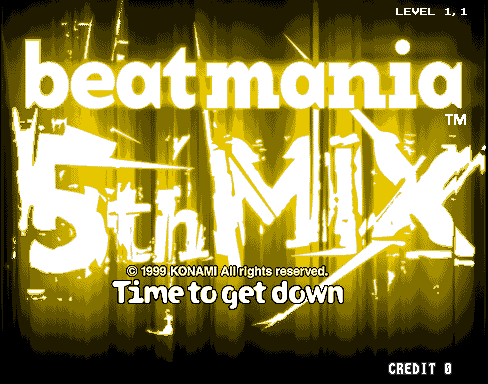 LEVEL 1,1
beatmania
TM
5th MIX
© 1999 KONAMI All rights reserved.
Time to get down
CREDIT 0